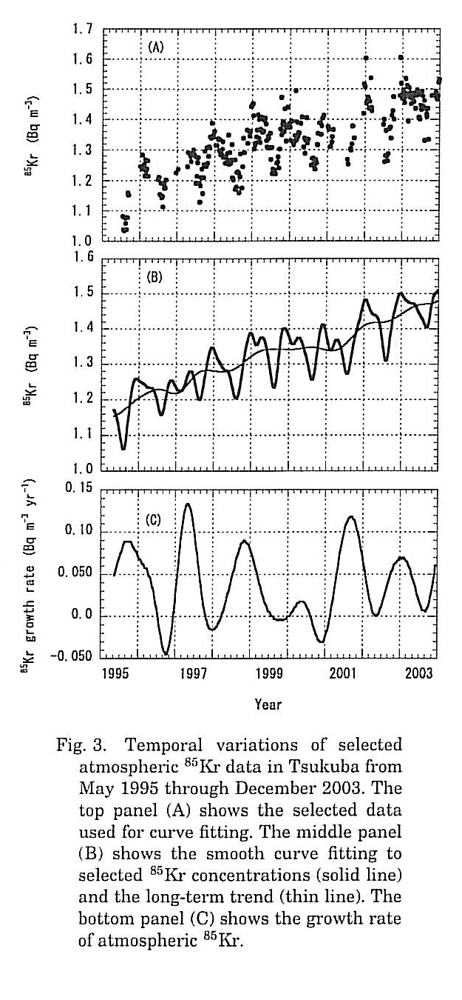 1.7
(A)
1.6
1.5
1.4
1.3
1.2
1.1
1.0
⁸⁵Kr (Bq m⁻³)
1.6
(B)
1.5
1.4
1.3
1.2
1.1
1.0
⁸⁵Kr (Bq m⁻³)
0.15
(C)
0.10
0.050
0.0
-0.050
⁸⁵Kr growth rate (Bq m⁻³ yr⁻¹)
1995 1997 1999 2001 2003
Year
Fig. 3. Temporal variations of selected
atmospheric ⁸⁵Kr data in Tsukuba from
May 1995 through December 2003. The
top panel (A) shows the selected data
used for curve fitting. The middle panel
(B) shows the smooth curve fitting to
selected ⁸⁵Kr concentrations (solid line)
and the long-term trend (thin line). The
bottom panel (C) shows the growth rate
of atmospheric ⁸⁵Kr.